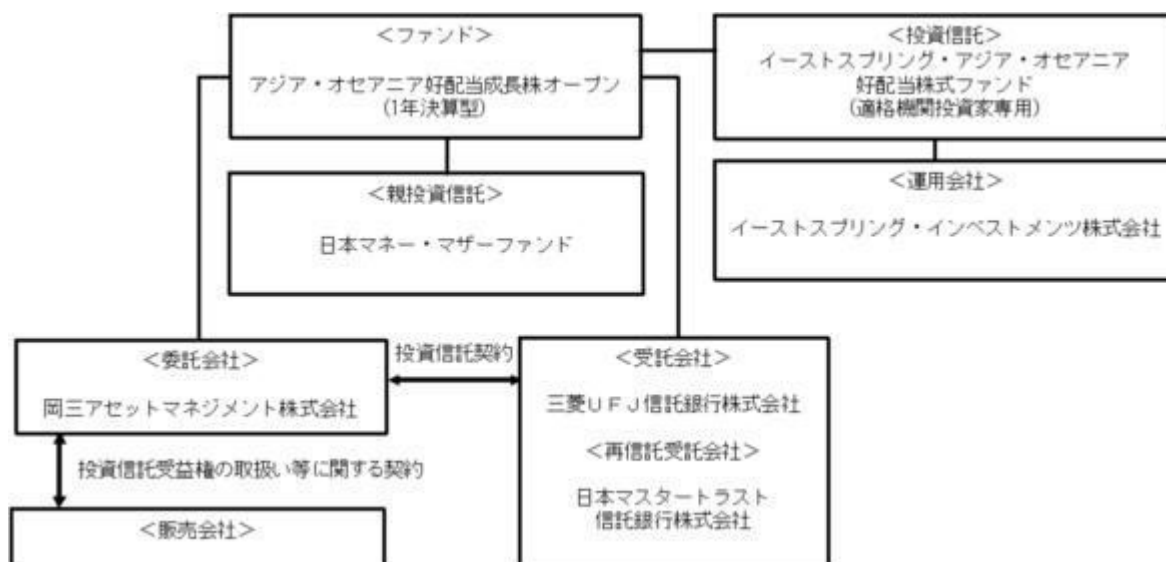 ＜ファンド＞
アジア・オセアニア好配当成長株オープン
(1年決算型)
＜投資信託＞
イーストスプリング・アジア・オセアニア
好配当株式ファンド
(適格機関投資家専用)
＜親投資信託＞
日本マネー・マザーファンド
＜運用会社＞
イーストスプリング・インベストメンツ株式会社
＜委託会社＞
岡三アセットマネジメント株式会社
投資信託契約
＜受託会社＞
三菱ＵＦＪ信託銀行株式会社
＜再信託受託会社＞
日本マスタートラスト
信託銀行株式会社
投資信託受益権の取扱い等に関する契約
＜販売会社＞